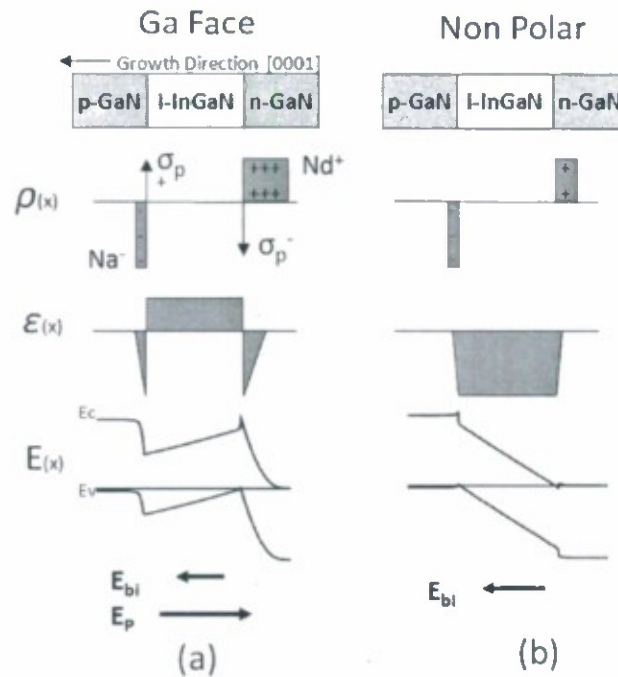 Ga Face
Non Polar
Growth Direction [0001]
p-GaN
i-InGaN
n-GaN
p-GaN
i-InGaN
n-GaN
ρ(x)
σp
+
+++
+++
Nd⁺
Na⁻
σp⁻
+
+
ε(x)
Ec
E(x)
Ev
Ebi
Ep
Ebi
(a)
(b)